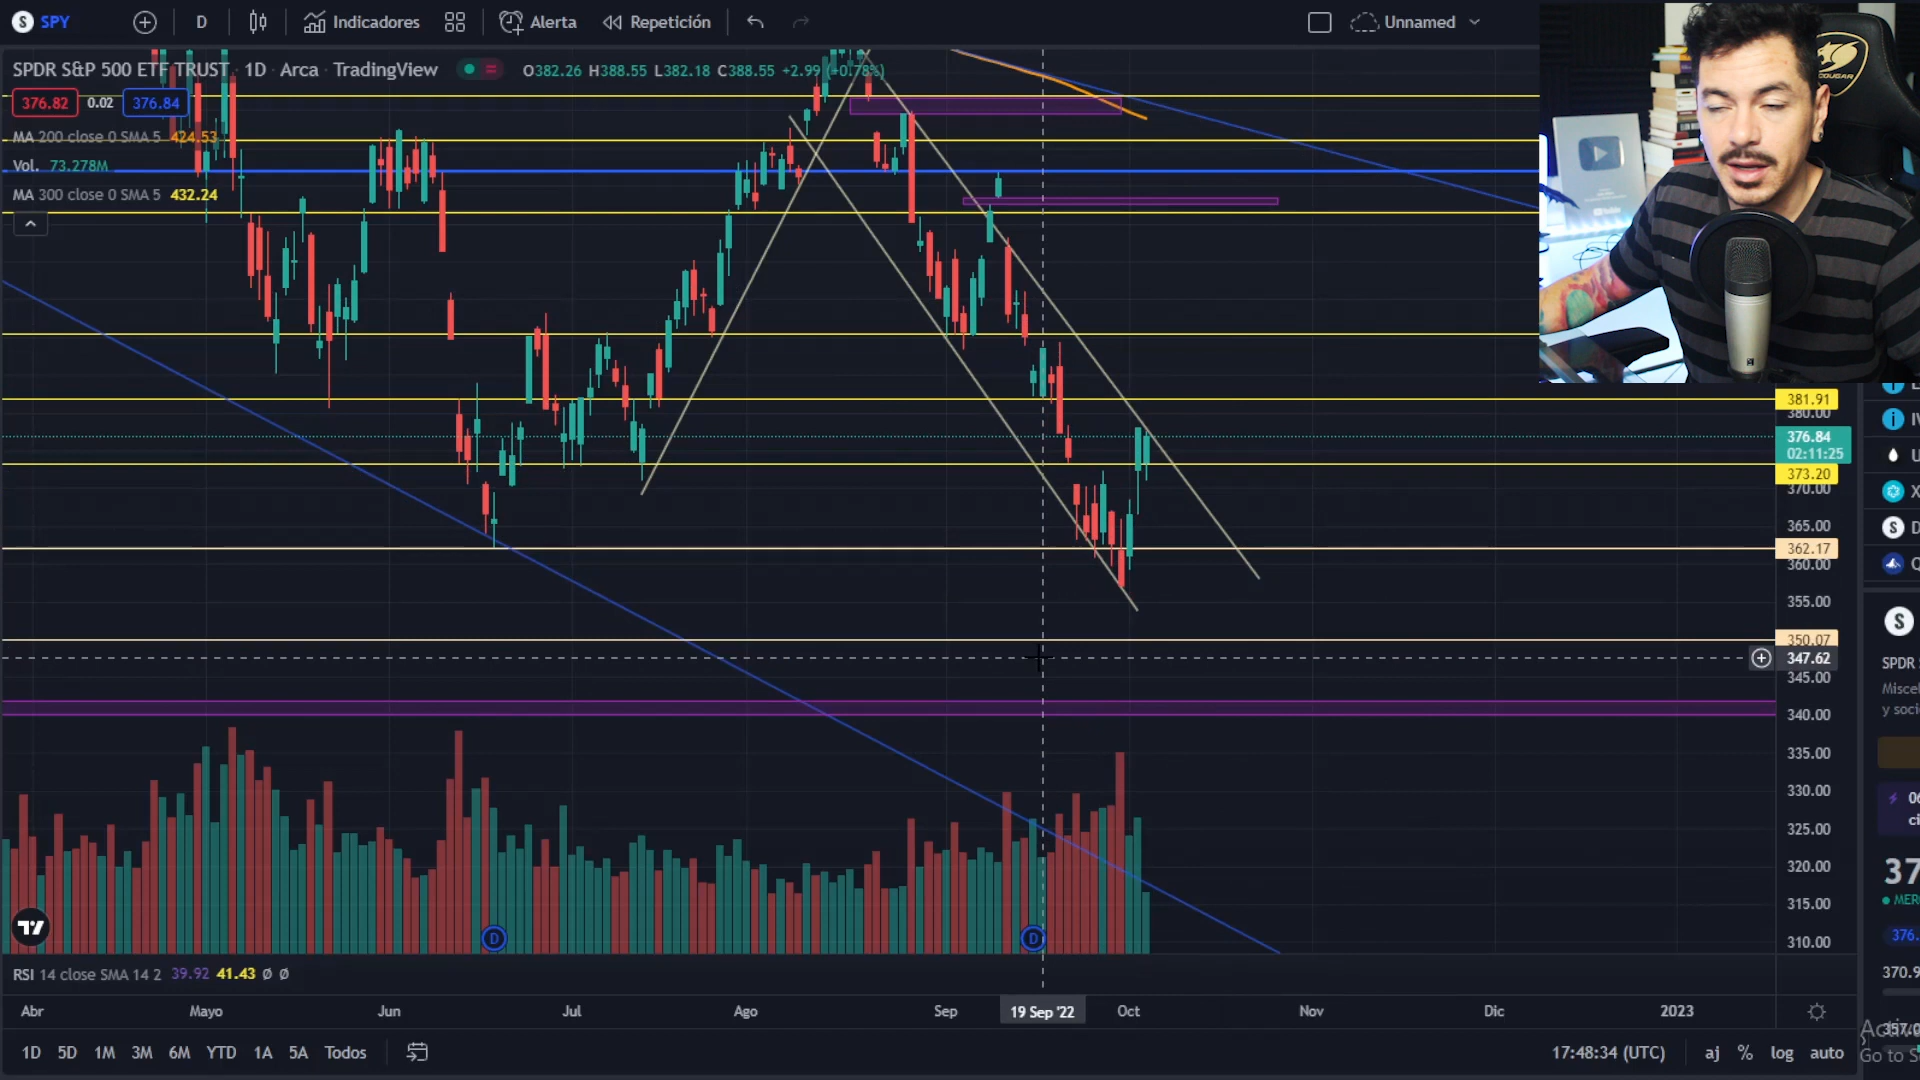 S SPY D Indicadores Alerta Repetición Unnamed
SPDR S&P 500 ETF TRUST · 1D · Arca · TradingView O382.26 H388.55 L382.18 C388.55 +2.99 (+0.78%)
376.82 0.02 376.84
MA 200 close 0 SMA 5 424.53
Vol. 73.278M
MA 300 close 0 SMA 5 432.24
COUGAR
381.91
380.00
376.84
02:11:25
373.20
370.00
365.00
362.17
360.00
355.00
350.07
347.62
345.00
340.00
335.00
330.00
325.00
320.00
315.00
310.00
S
SPDR
Miscel
y socie
37
MER
376.
370.9
357.0
D D
RSI 14 close SMA 14 2 39.92 41.43 Ø Ø
Abr Mayo Jun Jul Ago Sep 19 Sep '22 Oct Nov Dic 2023
1D 5D 1M 3M 6M YTD 1A 5A Todos 17:48:34 (UTC) aj % log auto
Go to S